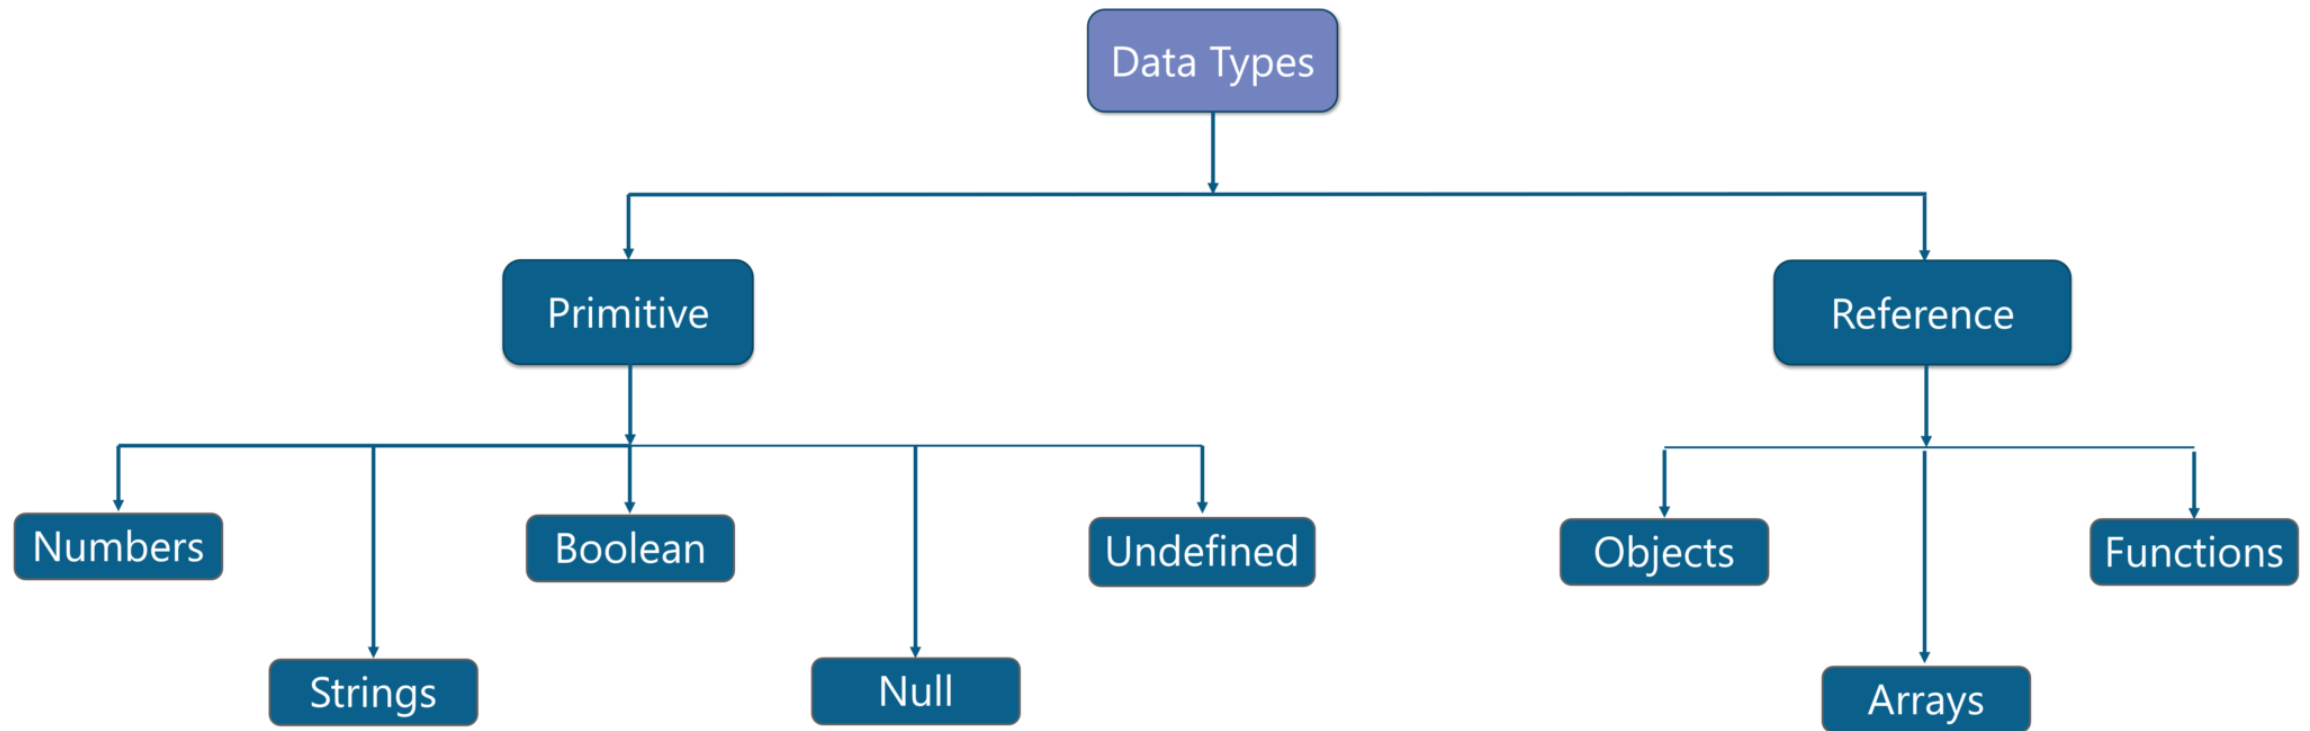 Data Types
Primitive
Reference
Numbers
Boolean
Undefined
Objects
Functions
Strings
Null
Arrays